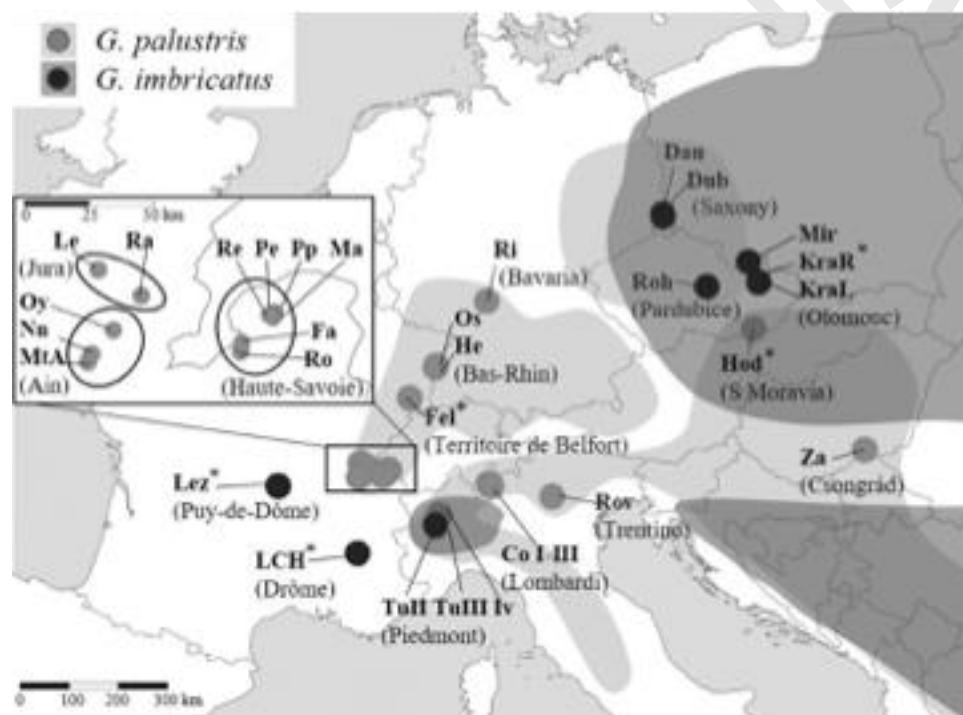 G. palustris
G. imbricatus
0 25 50 km
Le Ra
(Jura)
Oy
Nu
MtA
(Ain)
Re Pe Pp Ma
Fa
Ro
(Haute-Savoie)
Dau
Dub
(Saxony)
Mir
KraR*
KraL
(Olomouc)
Roh
(Pardubice)
Hod*
(S Moravia)
Ri
(Bavaria)
Os
He
(Bas-Rhin)
Fel*
(Territoire de Belfort)
Za
(Csongrád)
Lez*
(Puy-de-Dôme)
Rov
(Trentino)
LCH*
(Drôme)
Co I-III
(Lombardi)
TuII TuIII Iv
(Piedmont)
0 100 200 300 km